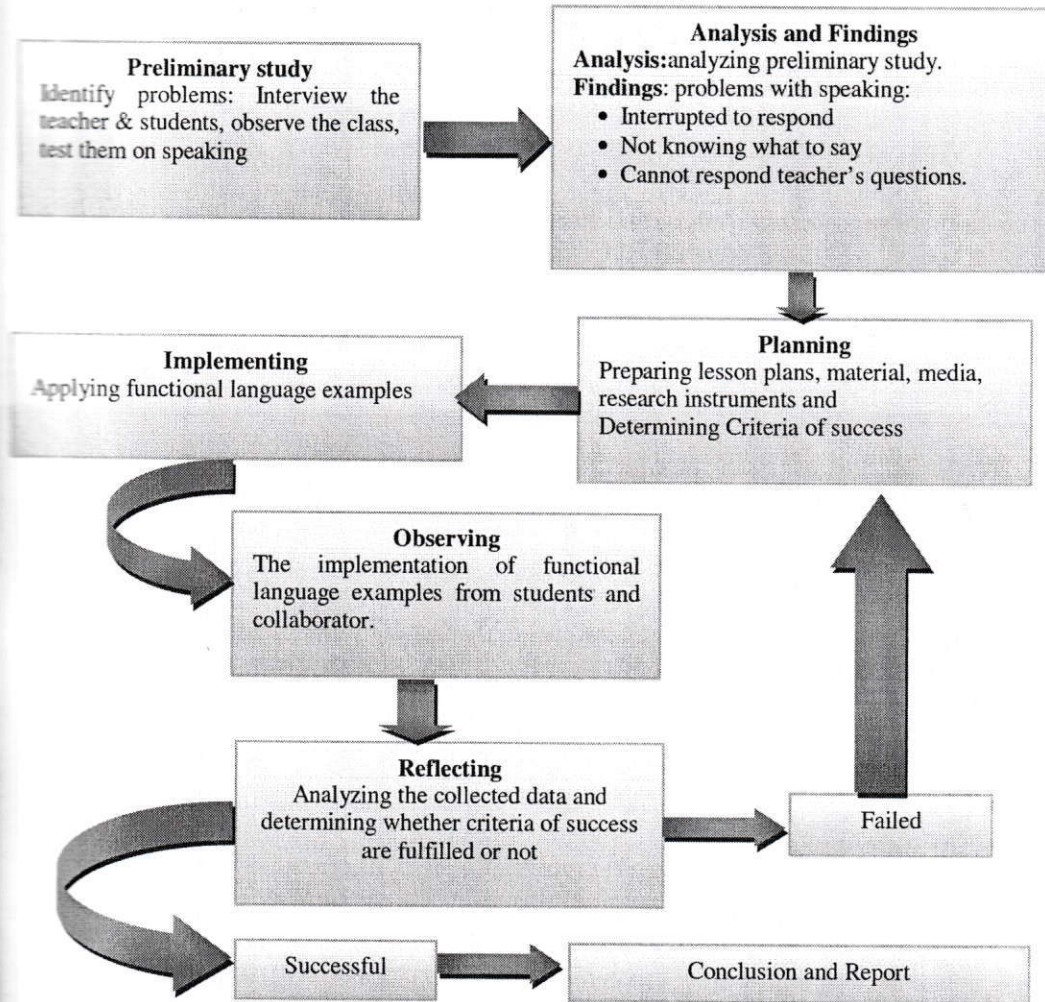 Preliminary study
Identify problems: Interview the
teacher & students, observe the class,
test them on speaking
Analysis and Findings
Analysis:analyzing preliminary study.
Findings: problems with speaking:
• Interrupted to respond
• Not knowing what to say
• Cannot respond teacher's questions.
Planning
Preparing lesson plans, material, media,
research instruments and
Determining Criteria of success
Implementing
Applying functional language examples
Observing
The implementation of functional
language examples from students and
collaborator.
Reflecting
Analyzing the collected data and
determining whether criteria of success
are fulfilled or not
Failed
Successful
Conclusion and Report